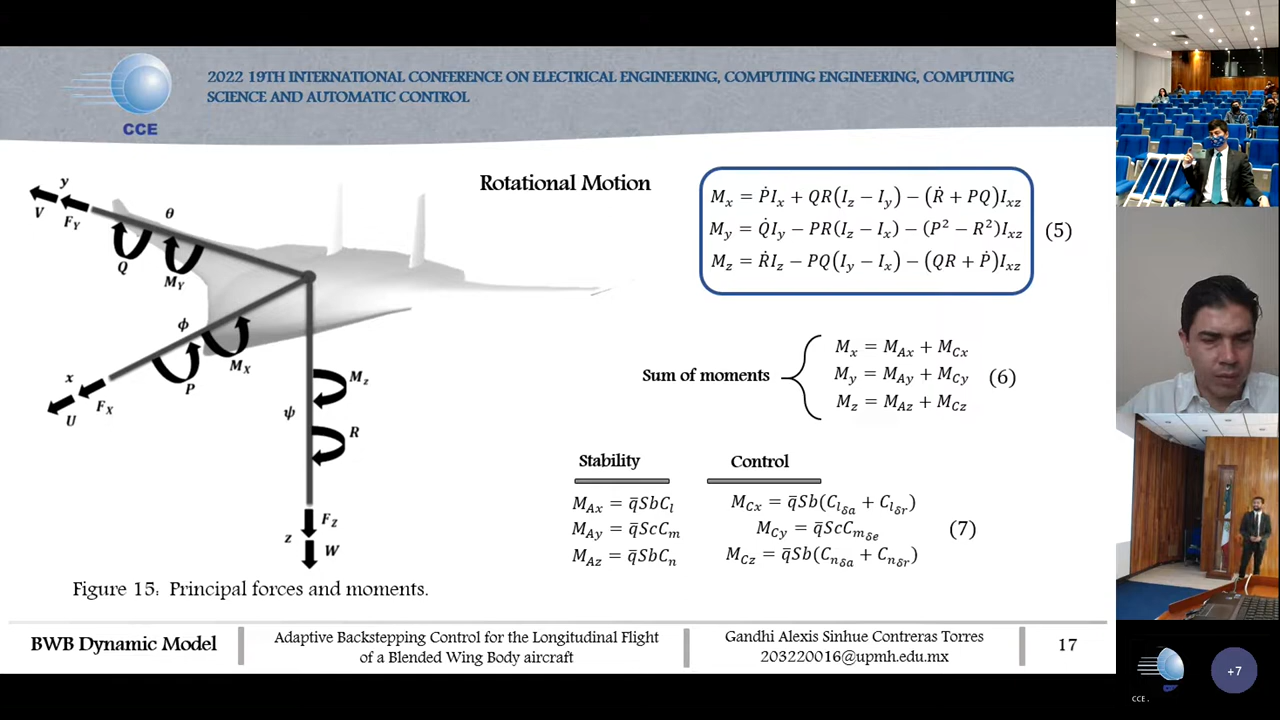 2022 19TH INTERNATIONAL CONFERENCE ON ELECTRICAL ENGINEERING, COMPUTING ENGINEERING, COMPUTING
SCIENCE AND AUTOMATIC CONTROL
CCE
Rotational Motion
M_x = ṖI_x + QR(I_z − I_y) − (Ṙ + PQ)I_xz
M_y = Q̇I_y − PR(I_z − I_x) − (P² − R²)I_xz
M_z = ṘI_z − PQ(I_y − I_x) − (QR + Ṗ)I_xz
(5)
y
V
F_Y
θ
Q
M_Y
ϕ
M_X
P
x
F_X
U
M_z
ψ
R
F_Z
z
W
Sum of moments
M_x = M_Ax + M_Cx
M_y = M_Ay + M_Cy
M_z = M_Az + M_Cz
(6)
Stability
Control
M_Ax = q̄SbC_l
M_Cx = q̄Sb(C_lδa + C_lδr)
M_Ay = q̄ScC_m
M_Cy = q̄ScC_mδe
(7)
M_Az = q̄SbC_n
M_Cz = q̄Sb(C_nδa + C_nδr)
Figure 15: Principal forces and moments.
BWB Dynamic Model
Adaptive Backstepping Control for the Longitudinal Flight
of a Blended Wing Body aircraft
Gandhi Alexis Sinhue Contreras Torres
203220016@upmh.edu.mx
17
+7
CCE .